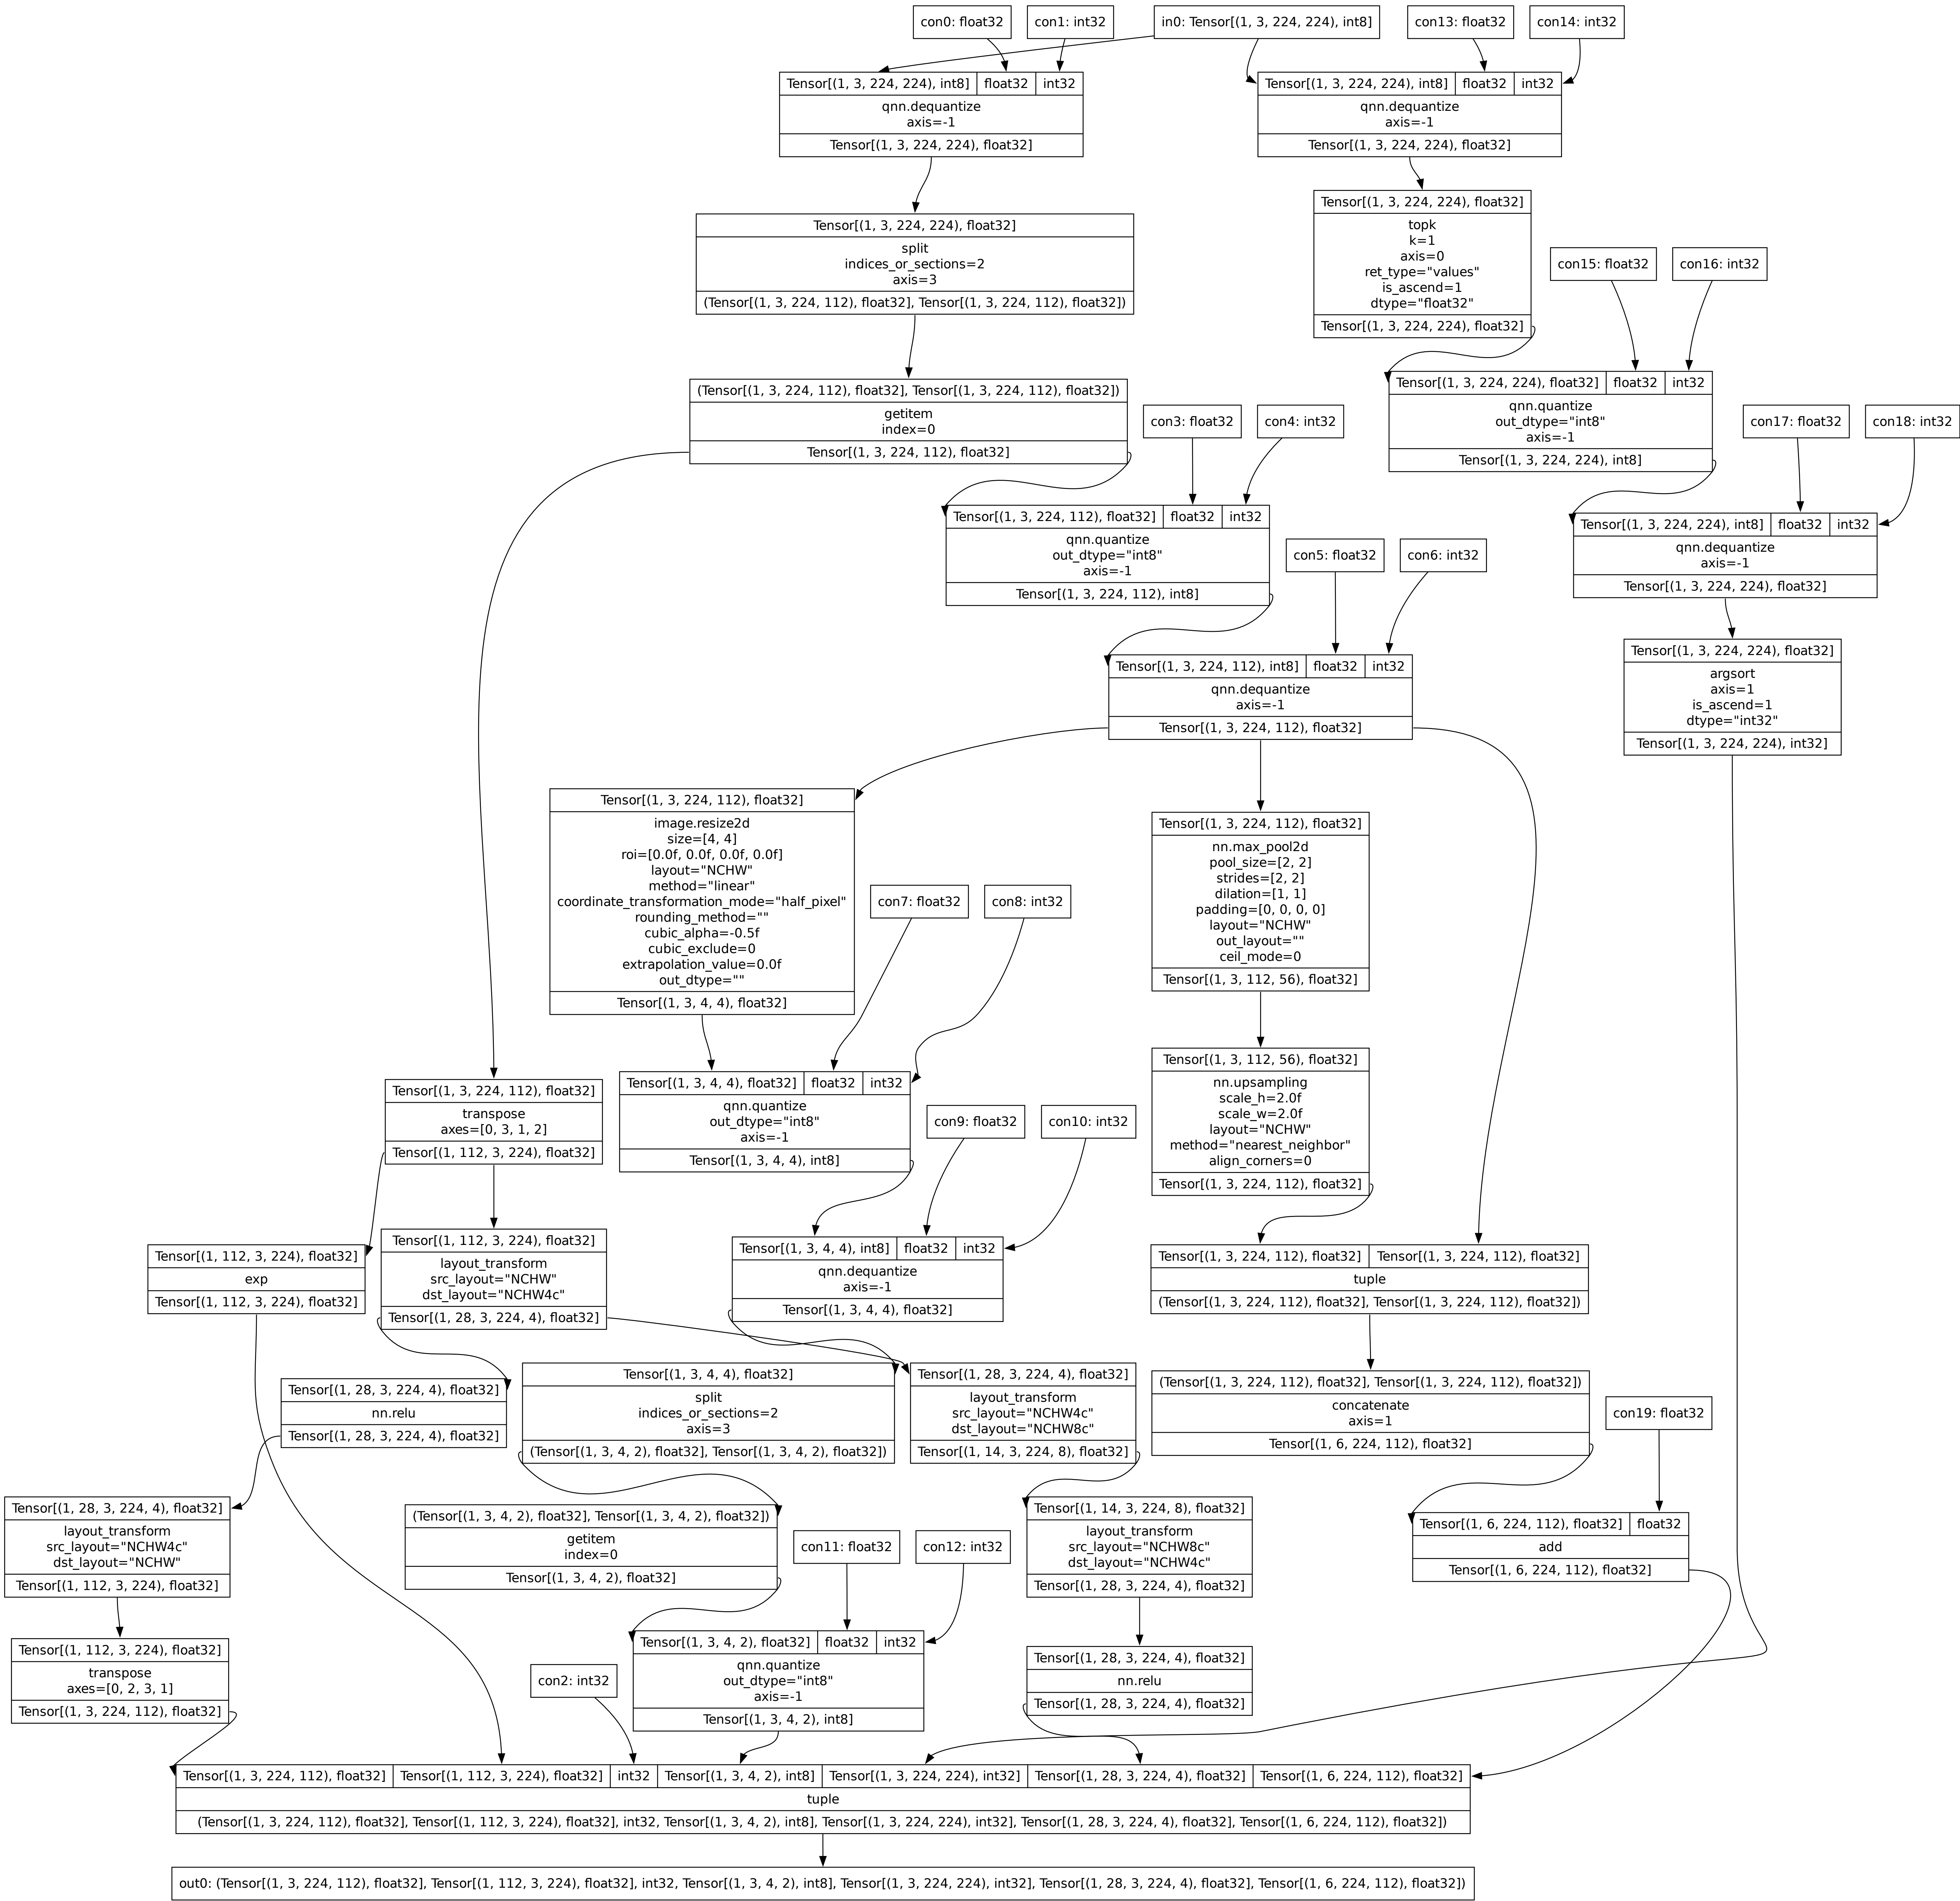 con0: float32
con1: int32
in0: Tensor[(1, 3, 224, 224), int8]
con13: float32
con14: int32
Tensor[(1, 3, 224, 224), int8] float32 int32
qnn.dequantize
axis=-1
Tensor[(1, 3, 224, 224), float32]
Tensor[(1, 3, 224, 224), int8] float32 int32
qnn.dequantize
axis=-1
Tensor[(1, 3, 224, 224), float32]
Tensor[(1, 3, 224, 224), float32]
topk
k=1
axis=0
ret_type="values"
is_ascend=1
dtype="float32"
Tensor[(1, 3, 224, 224), float32]
Tensor[(1, 3, 224, 224), float32]
split
indices_or_sections=2
axis=3
(Tensor[(1, 3, 224, 112), float32], Tensor[(1, 3, 224, 112), float32])
con15: float32
con16: int32
Tensor[(1, 3, 224, 224), float32] float32 int32
qnn.quantize
out_dtype="int8"
axis=-1
Tensor[(1, 3, 224, 224), int8]
(Tensor[(1, 3, 224, 112), float32], Tensor[(1, 3, 224, 112), float32])
getitem
index=0
Tensor[(1, 3, 224, 112), float32]
con3: float32
con4: int32
con17: float32
con18: int32
Tensor[(1, 3, 224, 112), float32] float32 int32
qnn.quantize
out_dtype="int8"
axis=-1
Tensor[(1, 3, 224, 112), int8]
con5: float32
con6: int32
Tensor[(1, 3, 224, 224), int8] float32 int32
qnn.dequantize
axis=-1
Tensor[(1, 3, 224, 224), float32]
Tensor[(1, 3, 224, 112), int8] float32 int32
qnn.dequantize
axis=-1
Tensor[(1, 3, 224, 112), float32]
Tensor[(1, 3, 224, 224), float32]
argsort
axis=1
is_ascend=1
dtype="int32"
Tensor[(1, 3, 224, 224), int32]
Tensor[(1, 3, 224, 112), float32]
image.resize2d
size=[4, 4]
roi=[0.0f, 0.0f, 0.0f, 0.0f]
layout="NCHW"
method="linear"
coordinate_transformation_mode="half_pixel"
rounding_method=""
cubic_alpha=-0.5f
cubic_exclude=0
extrapolation_value=0.0f
out_dtype=""
Tensor[(1, 3, 4, 4), float32]
con7: float32
con8: int32
Tensor[(1, 3, 224, 112), float32]
nn.max_pool2d
pool_size=[2, 2]
strides=[2, 2]
dilation=[1, 1]
padding=[0, 0, 0, 0]
layout="NCHW"
out_layout=""
ceil_mode=0
Tensor[(1, 3, 112, 56), float32]
Tensor[(1, 3, 112, 56), float32]
nn.upsampling
scale_h=2.0f
scale_w=2.0f
layout="NCHW"
method="nearest_neighbor"
align_corners=0
Tensor[(1, 3, 224, 112), float32]
Tensor[(1, 3, 224, 112), float32]
transpose
axes=[0, 3, 1, 2]
Tensor[(1, 112, 3, 224), float32]
Tensor[(1, 3, 4, 4), float32] float32 int32
qnn.quantize
out_dtype="int8"
axis=-1
Tensor[(1, 3, 4, 4), int8]
con9: float32
con10: int32
Tensor[(1, 112, 3, 224), float32]
exp
Tensor[(1, 112, 3, 224), float32]
Tensor[(1, 112, 3, 224), float32]
layout_transform
src_layout="NCHW"
dst_layout="NCHW4c"
Tensor[(1, 28, 3, 224, 4), float32]
Tensor[(1, 3, 4, 4), int8] float32 int32
qnn.dequantize
axis=-1
Tensor[(1, 3, 4, 4), float32]
Tensor[(1, 3, 224, 112), float32] Tensor[(1, 3, 224, 112), float32]
tuple
(Tensor[(1, 3, 224, 112), float32], Tensor[(1, 3, 224, 112), float32])
Tensor[(1, 28, 3, 224, 4), float32]
nn.relu
Tensor[(1, 28, 3, 224, 4), float32]
Tensor[(1, 3, 4, 4), float32]
split
indices_or_sections=2
axis=3
(Tensor[(1, 3, 4, 2), float32], Tensor[(1, 3, 4, 2), float32])
Tensor[(1, 28, 3, 224, 4), float32]
layout_transform
src_layout="NCHW4c"
dst_layout="NCHW8c"
Tensor[(1, 14, 3, 224, 8), float32]
(Tensor[(1, 3, 224, 112), float32], Tensor[(1, 3, 224, 112), float32])
concatenate
axis=1
Tensor[(1, 6, 224, 112), float32]
con19: float32
Tensor[(1, 28, 3, 224, 4), float32]
layout_transform
src_layout="NCHW4c"
dst_layout="NCHW"
Tensor[(1, 112, 3, 224), float32]
(Tensor[(1, 3, 4, 2), float32], Tensor[(1, 3, 4, 2), float32])
getitem
index=0
Tensor[(1, 3, 4, 2), float32]
con11: float32
con12: int32
Tensor[(1, 14, 3, 224, 8), float32]
layout_transform
src_layout="NCHW8c"
dst_layout="NCHW4c"
Tensor[(1, 28, 3, 224, 4), float32]
Tensor[(1, 6, 224, 112), float32] float32
add
Tensor[(1, 6, 224, 112), float32]
Tensor[(1, 112, 3, 224), float32]
transpose
axes=[0, 2, 3, 1]
Tensor[(1, 3, 224, 112), float32]
con2: int32
Tensor[(1, 3, 4, 2), float32] float32 int32
qnn.quantize
out_dtype="int8"
axis=-1
Tensor[(1, 3, 4, 2), int8]
Tensor[(1, 28, 3, 224, 4), float32]
nn.relu
Tensor[(1, 28, 3, 224, 4), float32]
Tensor[(1, 3, 224, 112), float32] Tensor[(1, 112, 3, 224), float32] int32 Tensor[(1, 3, 4, 2), int8] Tensor[(1, 3, 224, 224), int32] Tensor[(1, 28, 3, 224, 4), float32] Tensor[(1, 6, 224, 112), float32]
tuple
(Tensor[(1, 3, 224, 112), float32], Tensor[(1, 112, 3, 224), float32], int32, Tensor[(1, 3, 4, 2), int8], Tensor[(1, 3, 224, 224), int32], Tensor[(1, 28, 3, 224, 4), float32], Tensor[(1, 6, 224, 112), float32])
out0: (Tensor[(1, 3, 224, 112), float32], Tensor[(1, 112, 3, 224), float32], int32, Tensor[(1, 3, 4, 2), int8], Tensor[(1, 3, 224, 224), int32], Tensor[(1, 28, 3, 224, 4), float32], Tensor[(1, 6, 224, 112), float32])